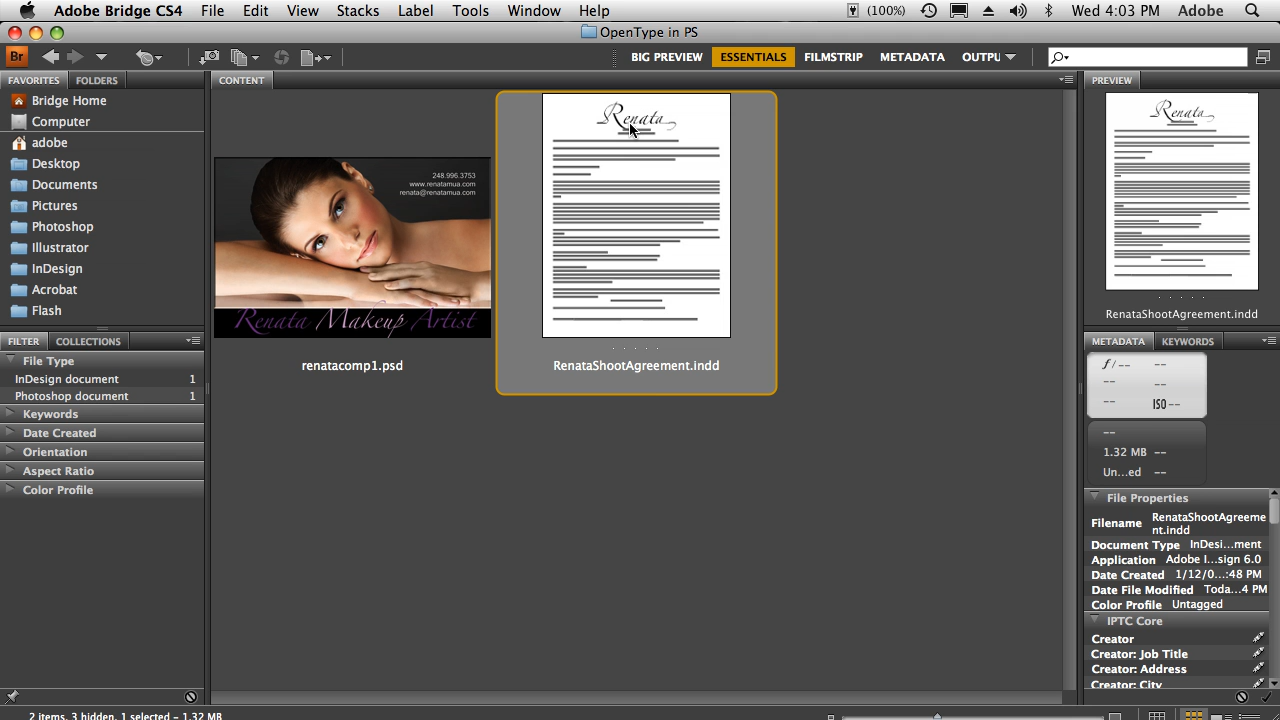 Adobe Bridge CS4 File Edit View Stacks Label Tools Window Help (100%) Wed 4:03 PM Adobe
OpenType in PS
Br BIG PREVIEW ESSENTIALS FILMSTRIP METADATA OUTPU
FAVORITES FOLDERS
Bridge Home
Computer
adobe
Desktop
Documents
Pictures
Photoshop
Illustrator
InDesign
Acrobat
Flash
FILTER COLLECTIONS
File Type
InDesign document 1
Photoshop document 1
Keywords
Date Created
Orientation
Aspect Ratio
Color Profile
2 items, 3 hidden, 1 selected - 1.32 MB
CONTENT
248.996.3753
www.renatamua.com
renata@renatamua.com
Renata Makeup Artist
renatacomp1.psd
Renata
RenataShootAgreement.indd
PREVIEW
Renata
RenataShootAgreement.indd
METADATA KEYWORDS
f/-- --
-- --
-- ISO --
--
1.32 MB --
Un...ed --
File Properties
Filename RenataShootAgreeme
nt.indd
Document Type InDesi...ment
Application Adobe I...sign 6.0
Date Created 1/12/0...:48 PM
Date File Modified Toda...4 PM
Color Profile Untagged
IPTC Core
Creator
Creator: Job Title
Creator: Address
Creator: City